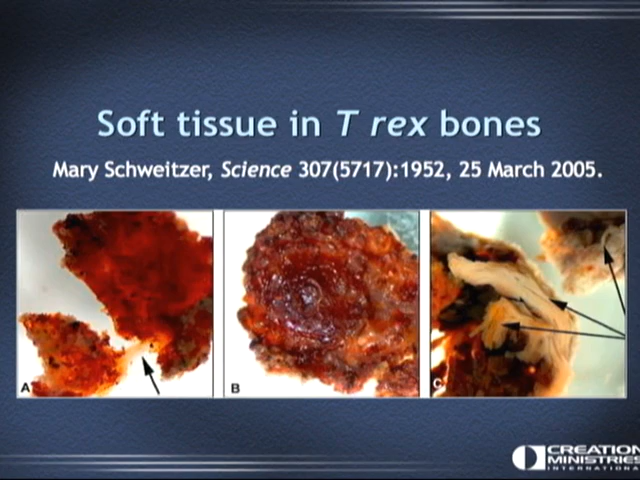 Soft tissue in T rex bones
Mary Schweitzer, Science 307(5717):1952, 25 March 2005.
A
B
C
CREATION
MINISTRIES
INTERNATIONAL